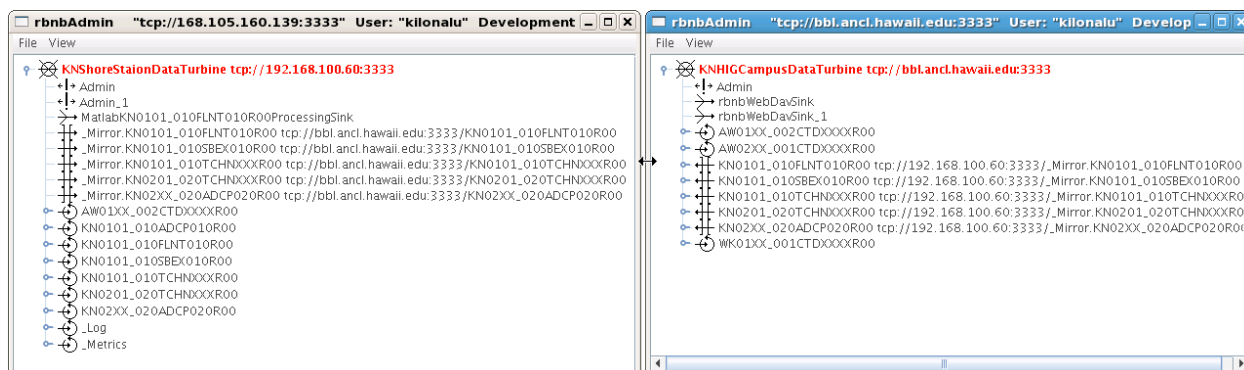 rbnbAdmin "tcp://168.105.160.139:3333" User: "kilonalu" Development
File View
KNShoreStaionDataTurbine tcp://192.168.100.60:3333
Admin
Admin_1
MatlabKN0101_010FLNT010R00ProcessingSink
_Mirror.KN0101_010FLNT010R00 tcp://bbl.ancl.hawaii.edu:3333/KN0101_010FLNT010R00
_Mirror.KN0101_010SBEX010R00 tcp://bbl.ancl.hawaii.edu:3333/KN0101_010SBEX010R00
_Mirror.KN0101_010TCHNXXXR00 tcp://bbl.ancl.hawaii.edu:3333/KN0101_010TCHNXXXR00
_Mirror.KN0201_020TCHNXXXR00 tcp://bbl.ancl.hawaii.edu:3333/KN0201_020TCHNXXXR00
_Mirror.KN02XX_020ADCP020R00 tcp://bbl.ancl.hawaii.edu:3333/KN02XX_020ADCP020R00
AW01XX_002CTDXXXXR00
KN0101_010ADCP010R00
KN0101_010FLNT010R00
KN0101_010SBEX010R00
KN0101_010TCHNXXXR00
KN0201_020TCHNXXXR00
KN02XX_020ADCP020R00
_Log
_Metrics
rbnbAdmin "tcp://bbl.ancl.hawaii.edu:3333" User: "kilonalu" Develop
File View
KNHIGCampusDataTurbine tcp://bbl.ancl.hawaii.edu:3333
Admin
rbnbWebDavSink
rbnbWebDavSink_1
AW01XX_002CTDXXXXR00
AW02XX_001CTDXXXXR00
KN0101_010FLNT010R00 tcp://192.168.100.60:3333/_Mirror.KN0101_010FLNT010R00
KN0101_010SBEX010R00 tcp://192.168.100.60:3333/_Mirror.KN0101_010SBEX010R00
KN0101_010TCHNXXXR00 tcp://192.168.100.60:3333/_Mirror.KN0101_010TCHNXXXR0
KN0201_020TCHNXXXR00 tcp://192.168.100.60:3333/_Mirror.KN0201_020TCHNXXXR0
KN02XX_020ADCP020R00 tcp://192.168.100.60:3333/_Mirror.KN02XX_020ADCP020R00
WK01XX_001CTDXXXXR00